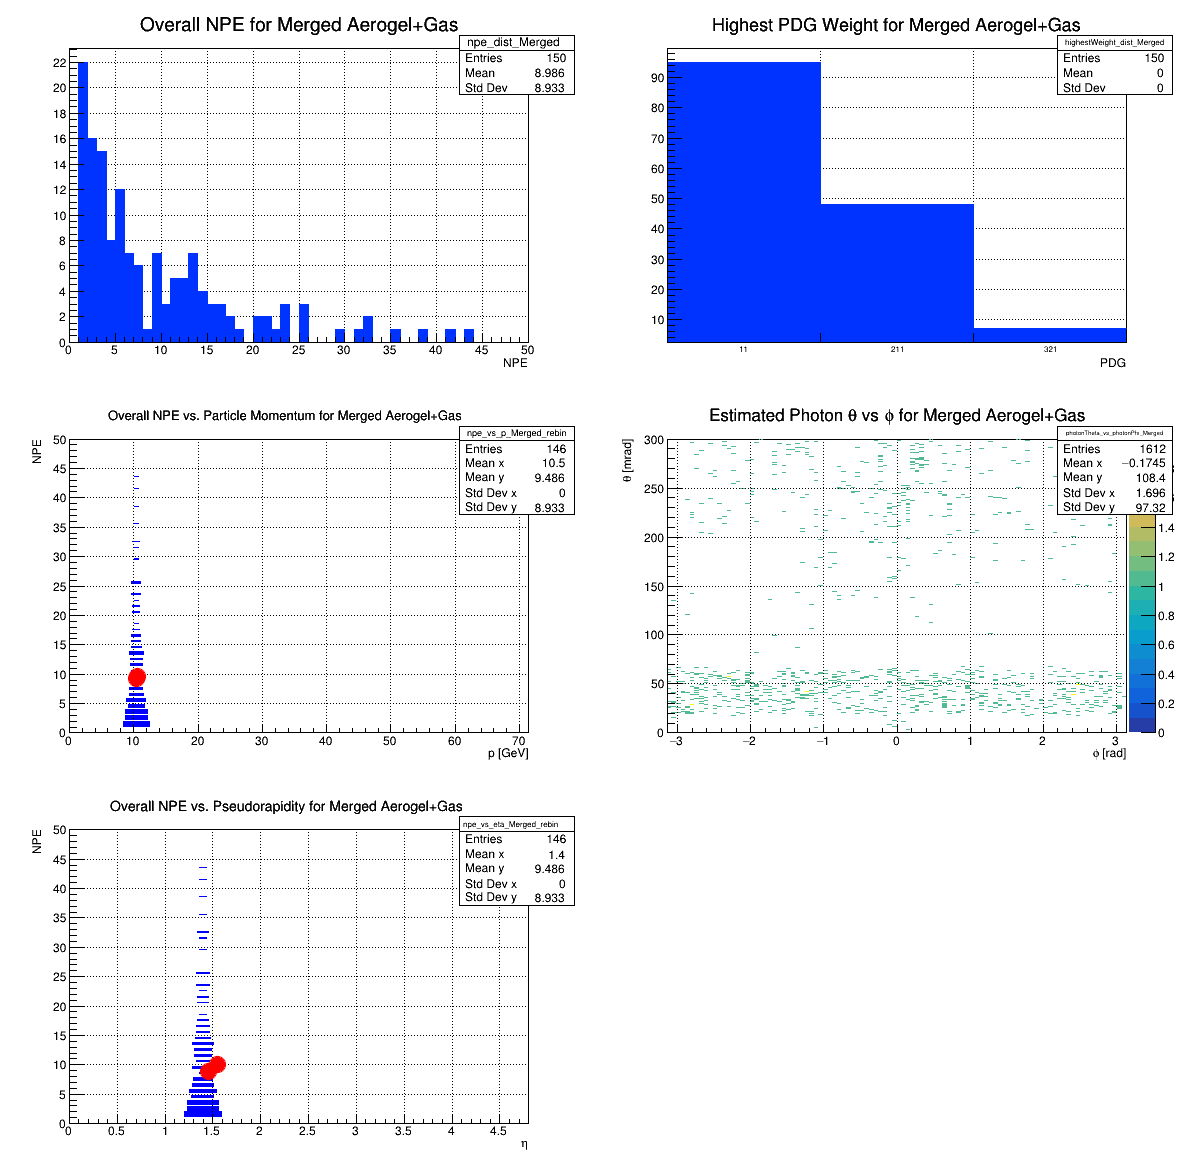 Overall NPE for Merged Aerogel+Gas
npe_dist_Merged
Entries 150
Mean 8.986
Std Dev 8.933
22
20
18
16
14
12
10
8
6
4
2
0
0 5 10 15 20 25 30 35 40 45 50
NPE
Highest PDG Weight for Merged Aerogel+Gas
highestWeight_dist_Merged
Entries 150
Mean 0
Std Dev 0
90
80
70
60
50
40
30
20
10
11 211 321
PDG
Overall NPE vs. Particle Momentum for Merged Aerogel+Gas
npe_vs_p_Merged_rebin
Entries 146
Mean x 10.5
Mean y 9.486
Std Dev x 0
Std Dev y 8.933
NPE
50
45
40
35
30
25
20
15
10
5
0
0 10 20 30 40 50 60 70
p [GeV]
Estimated Photon θ vs ϕ for Merged Aerogel+Gas
photonTheta_vs_photonPhi_Merged
Entries 1612
Mean x −0.1745
Mean y 108.4
Std Dev x 1.696
Std Dev y 97.32
θ [mrad]
300
250
200
150
100
50
0
−3 −2 −1 0 1 2 3
ϕ [rad]
1.4
1.2
1
0.8
0.6
0.4
0.2
0
Overall NPE vs. Pseudorapidity for Merged Aerogel+Gas
npe_vs_eta_Merged_rebin
Entries 146
Mean x 1.4
Mean y 9.486
Std Dev x 0
Std Dev y 8.933
NPE
50
45
40
35
30
25
20
15
10
5
0
0 0.5 1 1.5 2 2.5 3 3.5 4 4.5
η